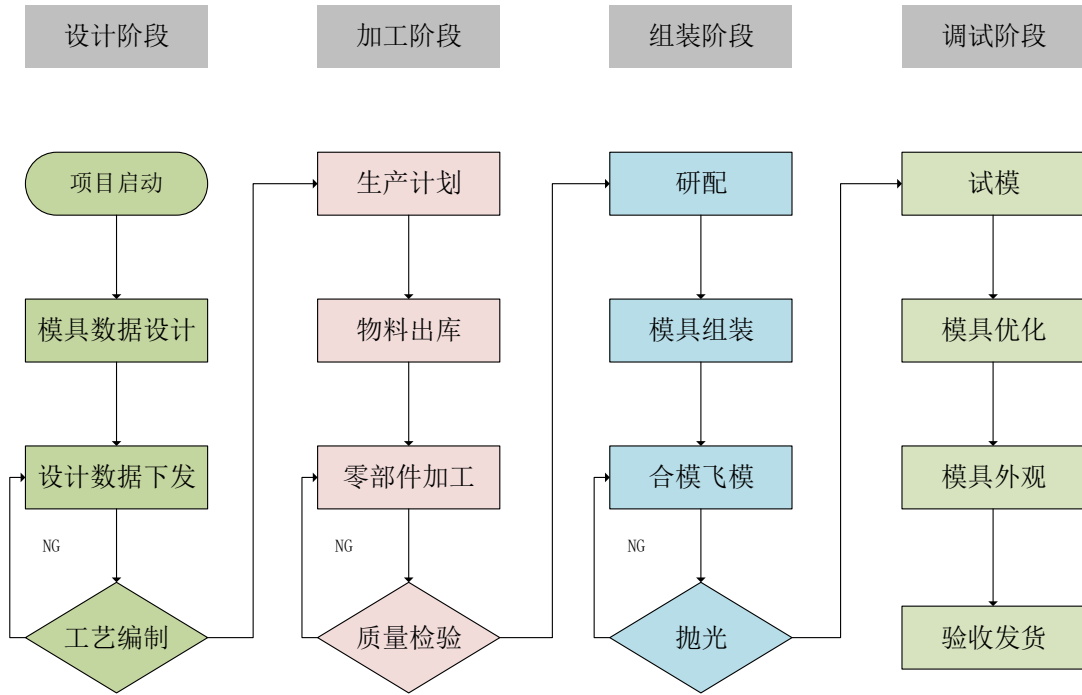 设计阶段
加工阶段
组装阶段
调试阶段
项目启动
生产计划
研配
试模
模具数据设计
物料出库
模具组装
模具优化
设计数据下发
零部件加工
合模飞模
模具外观
NG
NG
NG
工艺编制
质量检验
抛光
验收发货